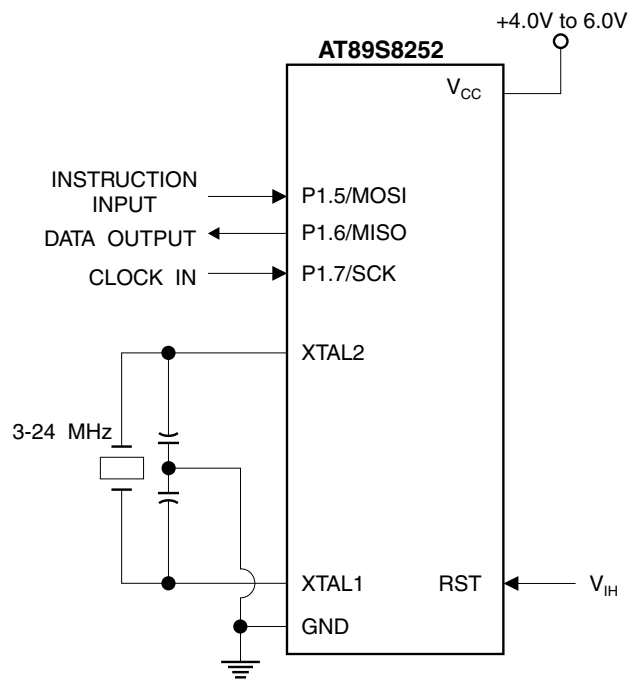 +4.0V to 6.0V
AT89S8252
VCC
INSTRUCTION
INPUT
P1.5/MOSI
DATA OUTPUT
P1.6/MISO
CLOCK IN
P1.7/SCK
XTAL2
3-24 MHz
XTAL1
RST
VIH
GND